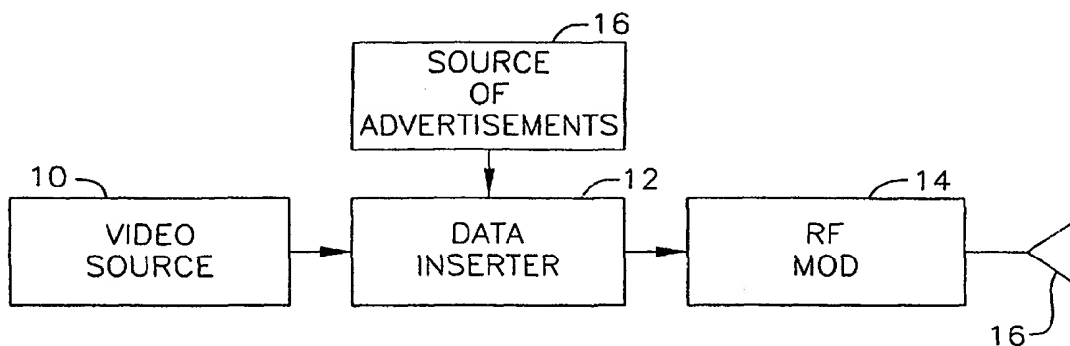 16
SOURCE
OF
ADVERTISEMENTS
10
12
14
VIDEO
SOURCE
DATA
INSERTER
RF
MOD
16